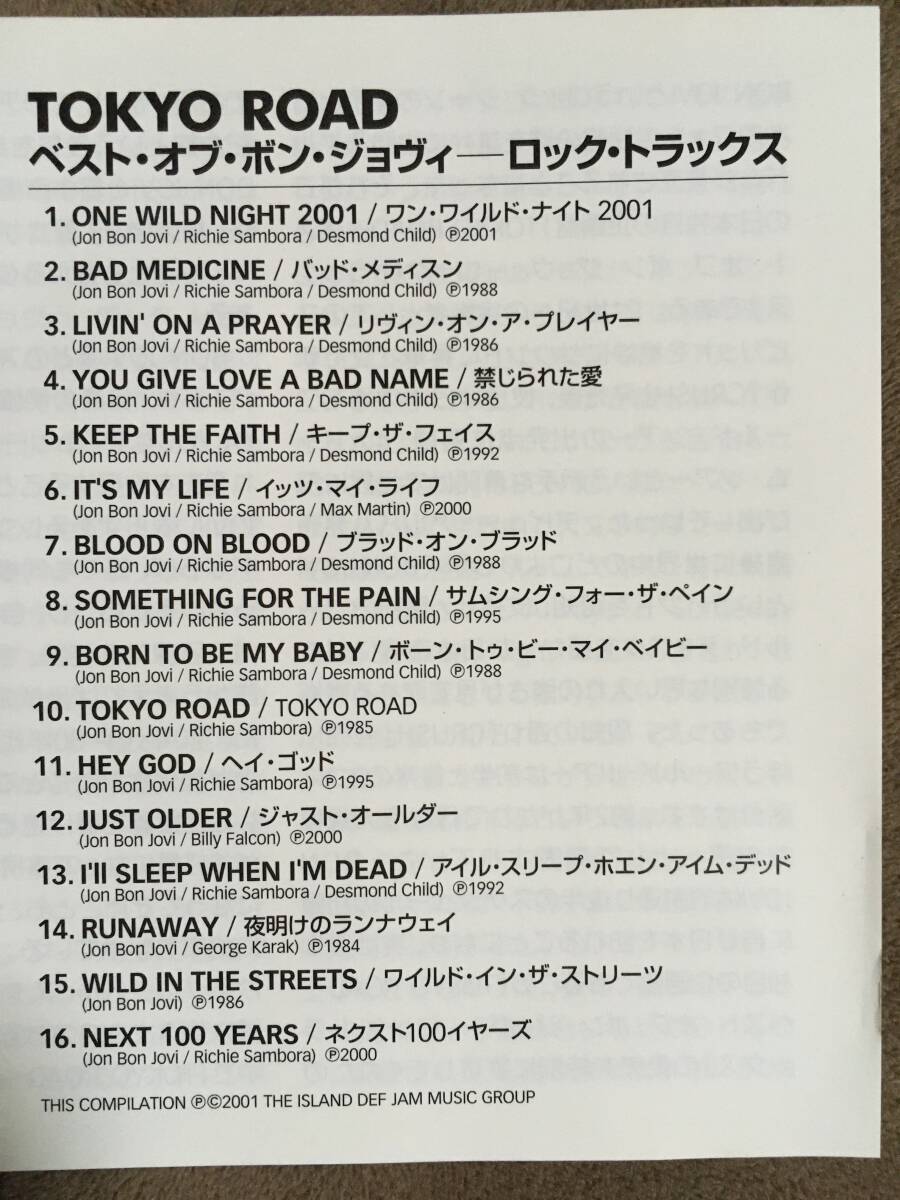 TOKYO ROAD
ベスト・オブ・ボン・ジョヴィ──ロック・トラックス
1. ONE WILD NIGHT 2001 / ワン・ワイルド・ナイト 2001
(Jon Bon Jovi / Richie Sambora / Desmond Child) ℗2001
2. BAD MEDICINE / バッド・メディスン
(Jon Bon Jovi / Richie Sambora / Desmond Child) ℗1988
3. LIVIN' ON A PRAYER / リヴィン・オン・ア・プレイヤー
(Jon Bon Jovi / Richie Sambora / Desmond Child) ℗1986
4. YOU GIVE LOVE A BAD NAME / 禁じられた愛
(Jon Bon Jovi / Richie Sambora / Desmond Child) ℗1986
5. KEEP THE FAITH / キープ・ザ・フェイス
(Jon Bon Jovi / Richie Sambora / Desmond Child) ℗1992
6. IT'S MY LIFE / イッツ・マイ・ライフ
(Jon Bon Jovi / Richie Sambora / Max Martin) ℗2000
7. BLOOD ON BLOOD / ブラッド・オン・ブラッド
(Jon Bon Jovi / Richie Sambora / Desmond Child) ℗1988
8. SOMETHING FOR THE PAIN / サムシング・フォー・ザ・ペイン
(Jon Bon Jovi / Richie Sambora / Desmond Child) ℗1995
9. BORN TO BE MY BABY / ボーン・トゥ・ビー・マイ・ベイビー
(Jon Bon Jovi / Richie Sambora / Desmond Child) ℗1988
10. TOKYO ROAD / TOKYO ROAD
(Jon Bon Jovi / Richie Sambora) ℗1985
11. HEY GOD / ヘイ・ゴッド
(Jon Bon Jovi / Richie Sambora) ℗1995
12. JUST OLDER / ジャスト・オールダー
(Jon Bon Jovi / Billy Falcon) ℗2000
13. I'll SLEEP WHEN I'M DEAD / アイル・スリープ・ホエン・アイム・デッド
(Jon Bon Jovi / Richie Sambora / Desmond Child) ℗1992
14. RUNAWAY / 夜明けのランナウェイ
(Jon Bon Jovi / George Karak) ℗1984
15. WILD IN THE STREETS / ワイルド・イン・ザ・ストリーツ
(Jon Bon Jovi) ℗1986
16. NEXT 100 YEARS / ネクスト100イヤーズ
(Jon Bon Jovi / Richie Sambora) ℗2000
THIS COMPILATION ℗©2001 THE ISLAND DEF JAM MUSIC GROUP